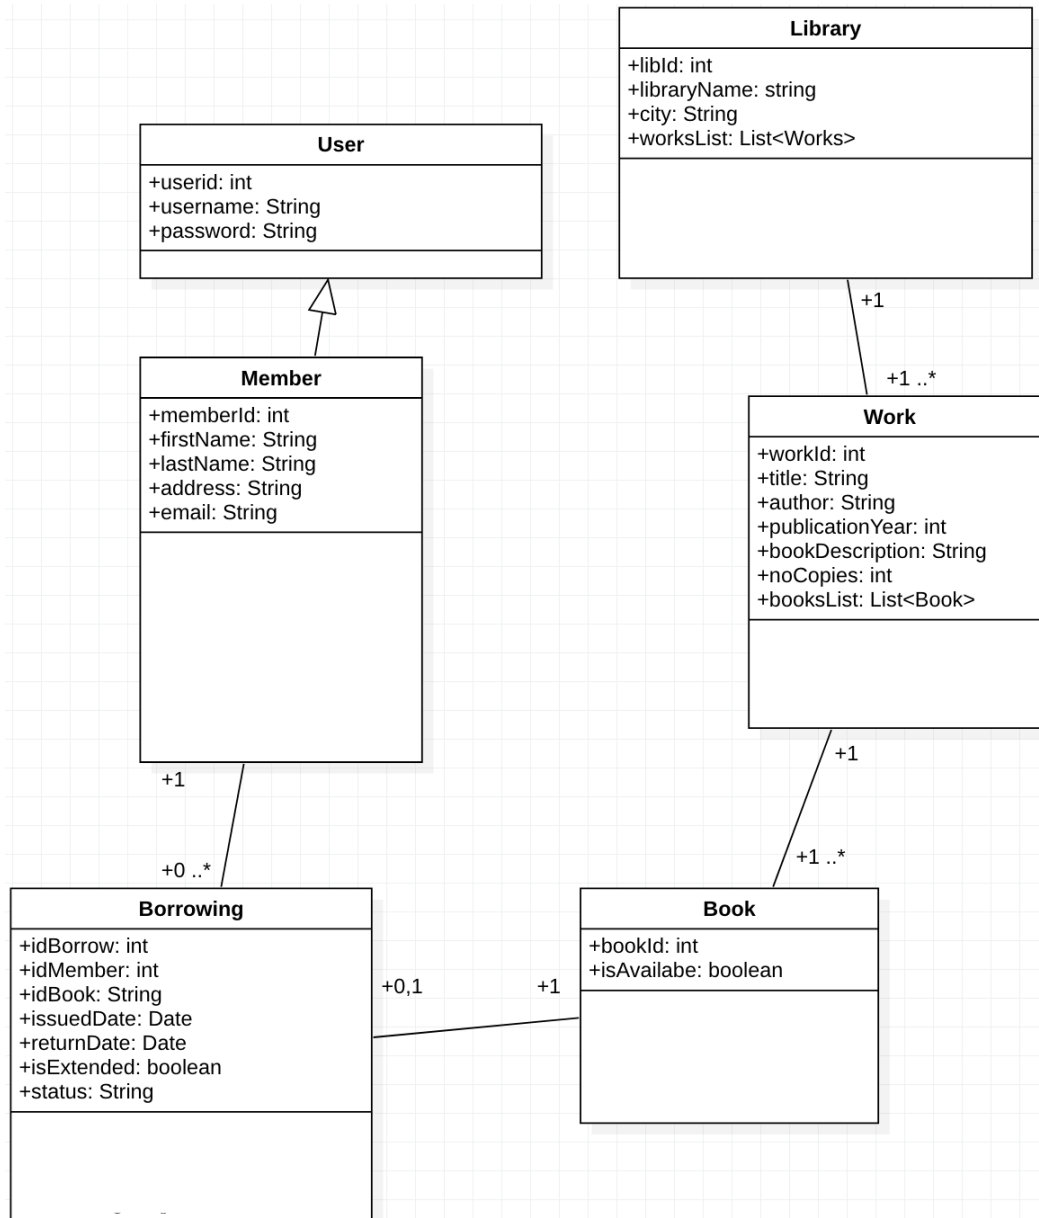 Library
+libId: int
+libraryName: string
+city: String
+worksList: List<Works>
User
+userid: int
+username: String
+password: String
+1
+1 ..*
Member
+memberId: int
+firstName: String
+lastName: String
+address: String
+email: String
Work
+workId: int
+title: String
+author: String
+publicationYear: int
+bookDescription: String
+noCopies: int
+booksList: List<Book>
+1
+0 ..*
+1
+1 ..*
Borrowing
+idBorrow: int
+idMember: int
+idBook: String
+issuedDate: Date
+returnDate: Date
+isExtended: boolean
+status: String
+0,1
+1
Book
+bookId: int
+isAvailabe: boolean